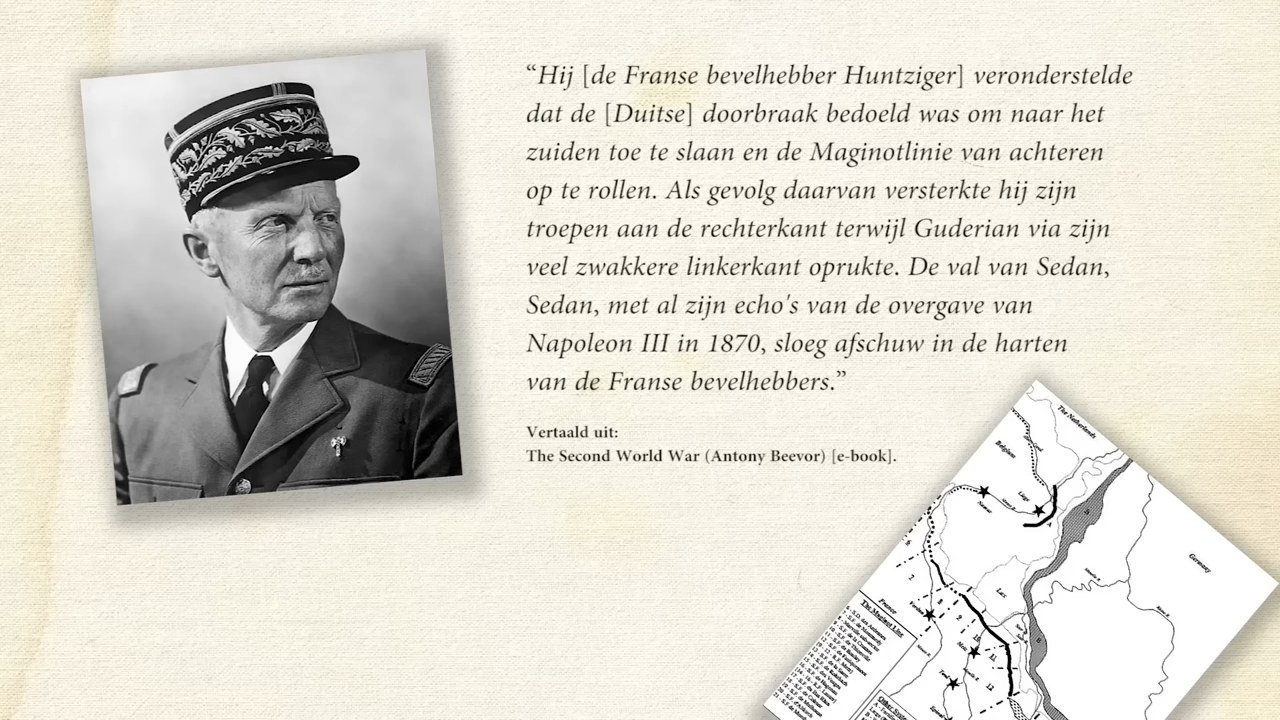 “Hij [de Franse bevelhebber Huntziger] veronderstelde
dat de [Duitse] doorbraak bedoeld was om naar het
zuiden toe te slaan en de Maginotlinie van achteren
op te rollen. Als gevolg daarvan versterkte hij zijn
troepen aan de rechterkant terwijl Guderian via zijn
veel zwakkere linkerkant oprukte. De val van Sedan,
Sedan, met al zijn echo's van de overgave van
Napoleon III in 1870, sloeg afschuw in de harten
van de Franse bevelhebbers.”
Vertaald uit:
The Second World War (Antony Beevor) [e-book].
The Netherlands
Belgium
Liège
Namur
Germany
Lux
France
The Maginot Line